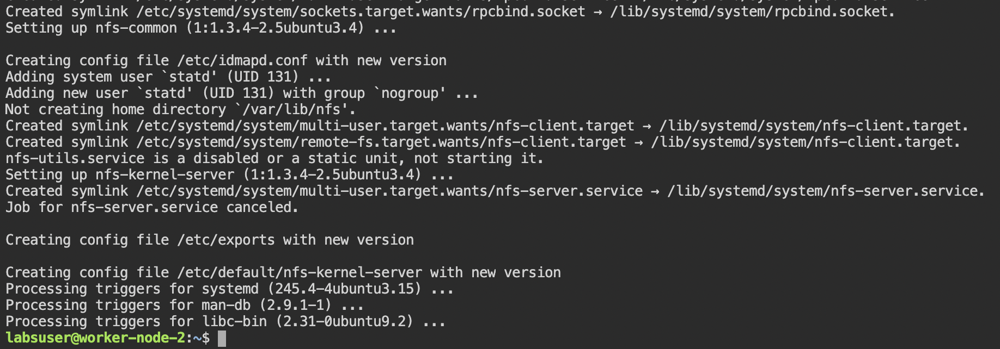 Created symlink /etc/systemd/system/sockets.target.wants/rpcbind.socket → /lib/systemd/system/rpcbind.socket.
Setting up nfs-common (1:1.3.4-2.5ubuntu3.4) ...
Creating config file /etc/idmapd.conf with new version
Adding system user `statd' (UID 131) ...
Adding new user `statd' (UID 131) with group `nogroup' ...
Not creating home directory `/var/lib/nfs'.
Created symlink /etc/systemd/system/multi-user.target.wants/nfs-client.target → /lib/systemd/system/nfs-client.target.
Created symlink /etc/systemd/system/remote-fs.target.wants/nfs-client.target → /lib/systemd/system/nfs-client.target.
nfs-utils.service is a disabled or a static unit, not starting it.
Setting up nfs-kernel-server (1:1.3.4-2.5ubuntu3.4) ...
Created symlink /etc/systemd/system/multi-user.target.wants/nfs-server.service → /lib/systemd/system/nfs-server.service.
Job for nfs-server.service canceled.
Creating config file /etc/exports with new version
Creating config file /etc/default/nfs-kernel-server with new version
Processing triggers for systemd (245.4-4ubuntu3.15) ...
Processing triggers for man-db (2.9.1-1) ...
Processing triggers for libc-bin (2.31-0ubuntu9.2) ...
labsuser@worker-node-2:~$